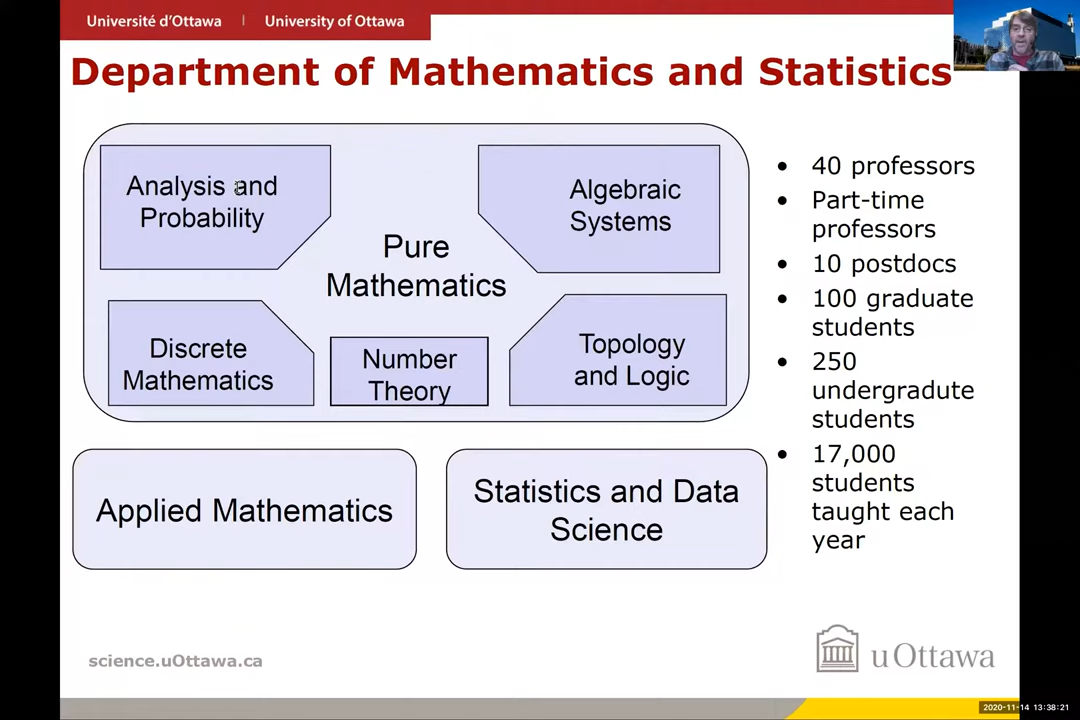 Université d'Ottawa | University of Ottawa
Department of Mathematics and Statistics
Analysis and
Probability
Algebraic
Systems
Pure
Mathematics
Discrete
Mathematics
Number
Theory
Topology
and Logic
Applied Mathematics
Statistics and Data
Science
• 40 professors
• Part-time
professors
• 10 postdocs
• 100 graduate
students
• 250
undergradute
students
• 17,000
students
taught each
year
science.uOttawa.ca
uOttawa
2020-11-14 13:38:21